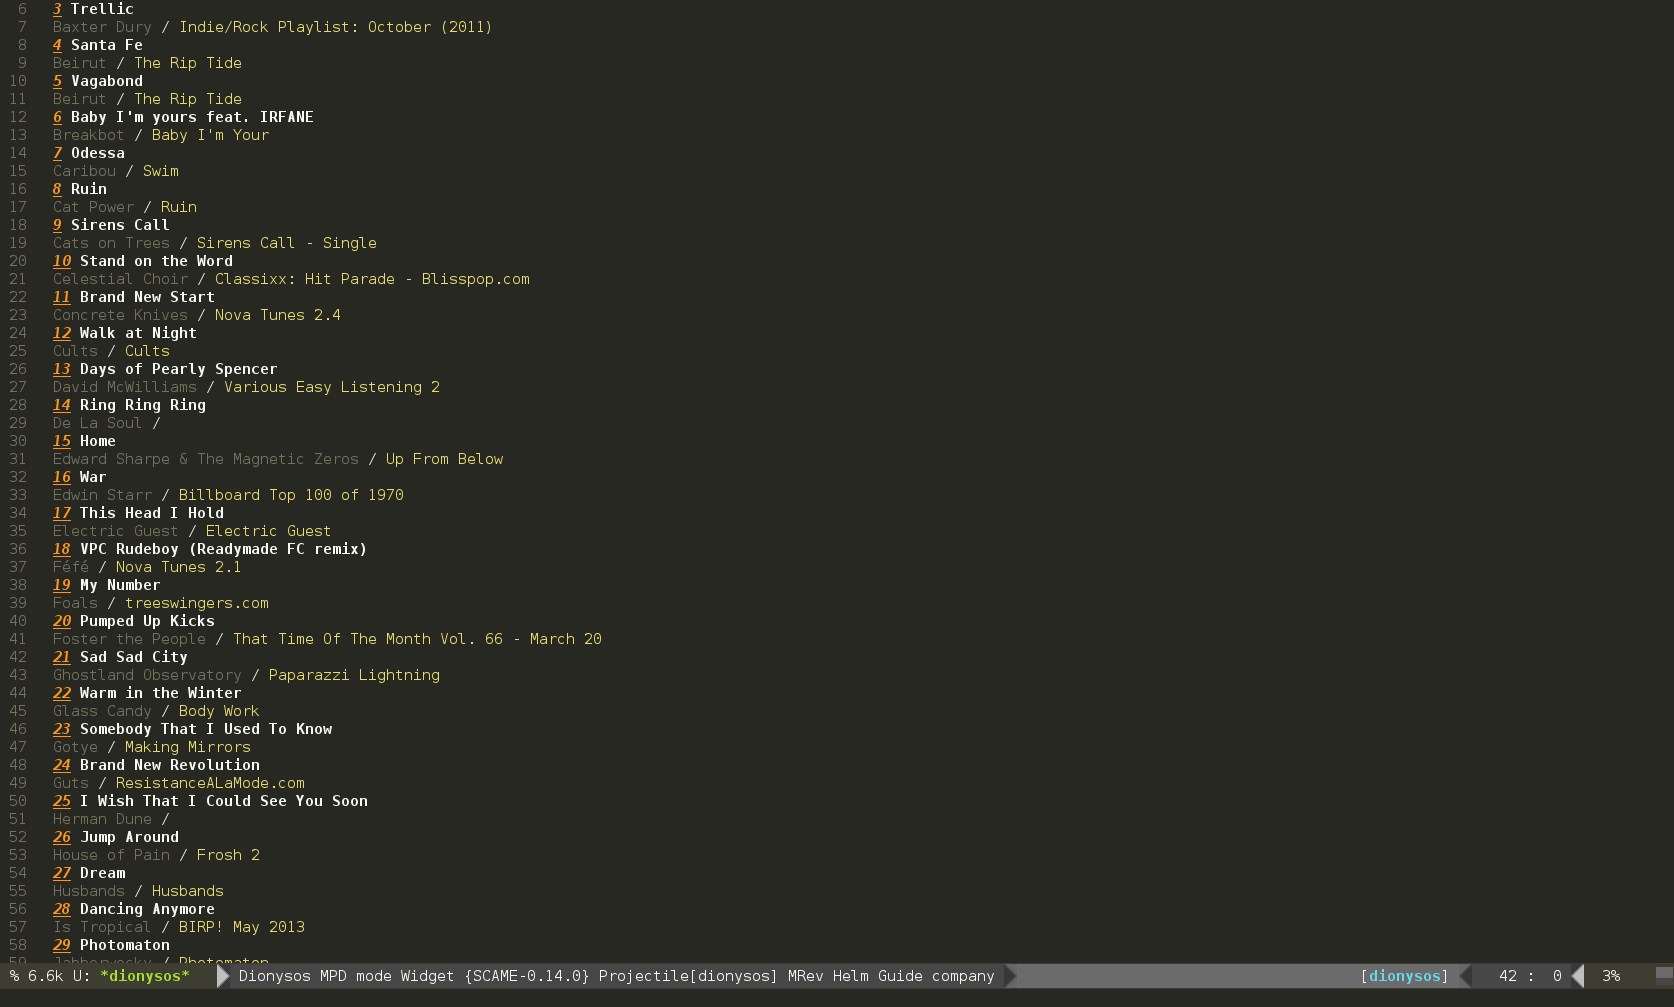 6 3 Trellic
7 Baxter Dury / Indie/Rock Playlist: October (2011)
8 4 Santa Fe
9 Beirut / The Rip Tide
10 5 Vagabond
11 Beirut / The Rip Tide
12 6 Baby I'm yours feat. IRFANE
13 Breakbot / Baby I'm Your
14 7 Odessa
15 Caribou / Swim
16 8 Ruin
17 Cat Power / Ruin
18 9 Sirens Call
19 Cats on Trees / Sirens Call - Single
20 10 Stand on the Word
21 Celestial Choir / Classixx: Hit Parade - Blisspop.com
22 11 Brand New Start
23 Concrete Knives / Nova Tunes 2.4
24 12 Walk at Night
25 Cults / Cults
26 13 Days of Pearly Spencer
27 David McWilliams / Various Easy Listening 2
28 14 Ring Ring Ring
29 De La Soul /
30 15 Home
31 Edward Sharpe & The Magnetic Zeros / Up From Below
32 16 War
33 Edwin Starr / Billboard Top 100 of 1970
34 17 This Head I Hold
35 Electric Guest / Electric Guest
36 18 VPC Rudeboy (Readymade FC remix)
37 Féfé / Nova Tunes 2.1
38 19 My Number
39 Foals / treeswingers.com
40 20 Pumped Up Kicks
41 Foster the People / That Time Of The Month Vol. 66 - March 20
42 21 Sad Sad City
43 Ghostland Observatory / Paparazzi Lightning
44 22 Warm in the Winter
45 Glass Candy / Body Work
46 23 Somebody That I Used To Know
47 Gotye / Making Mirrors
48 24 Brand New Revolution
49 Guts / ResistanceALaMode.com
50 25 I Wish That I Could See You Soon
51 Herman Dune /
52 26 Jump Around
53 House of Pain / Frosh 2
54 27 Dream
55 Husbands / Husbands
56 28 Dancing Anymore
57 Is Tropical / BIRP! May 2013
58 29 Photomaton
59 Jabberwocky / Photomaton
% 6.6k U: *dionysos* Dionysos MPD mode Widget {SCAME-0.14.0} Projectile[dionysos] MRev Helm Guide company [dionysos] 42 : 0 3%